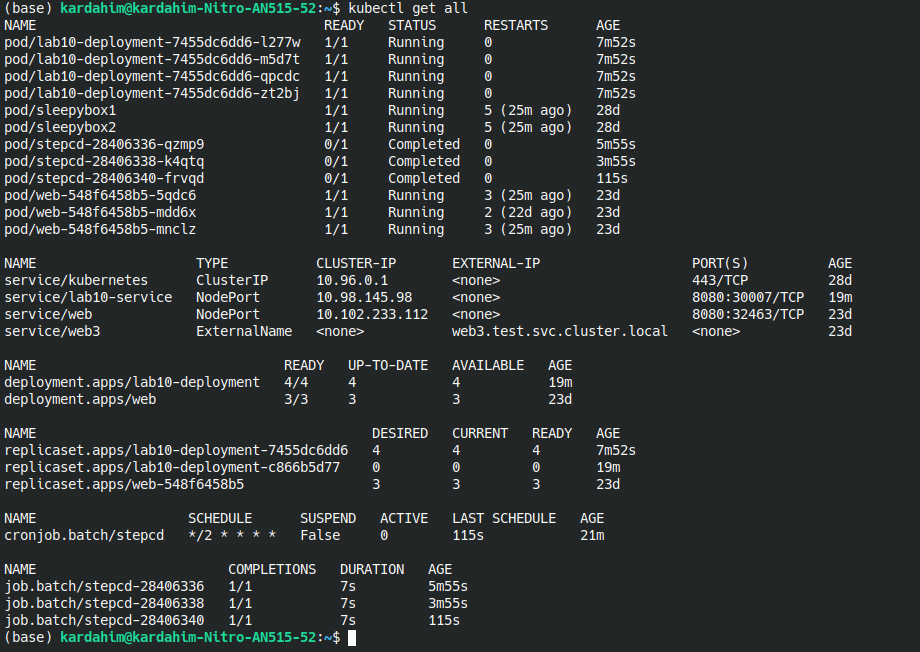 (base) kardahim@kardahim-Nitro-AN515-52:~$ kubectl get all
NAME READY STATUS RESTARTS AGE
pod/lab10-deployment-7455dc6dd6-l277w 1/1 Running 0 7m52s
pod/lab10-deployment-7455dc6dd6-m5d7t 1/1 Running 0 7m52s
pod/lab10-deployment-7455dc6dd6-qpcdc 1/1 Running 0 7m52s
pod/lab10-deployment-7455dc6dd6-zt2bj 1/1 Running 0 7m52s
pod/sleepybox1 1/1 Running 5 (25m ago) 28d
pod/sleepybox2 1/1 Running 5 (25m ago) 28d
pod/stepcd-28406336-qzmp9 0/1 Completed 0 5m55s
pod/stepcd-28406338-k4qtq 0/1 Completed 0 3m55s
pod/stepcd-28406340-frvqd 0/1 Completed 0 115s
pod/web-548f6458b5-5qdc6 1/1 Running 3 (25m ago) 23d
pod/web-548f6458b5-mdd6x 1/1 Running 2 (22d ago) 23d
pod/web-548f6458b5-mnclz 1/1 Running 3 (25m ago) 23d
NAME TYPE CLUSTER-IP EXTERNAL-IP PORT(S) AGE
service/kubernetes ClusterIP 10.96.0.1 <none> 443/TCP 28d
service/lab10-service NodePort 10.98.145.98 <none> 8080:30007/TCP 19m
service/web NodePort 10.102.233.112 <none> 8080:32463/TCP 23d
service/web3 ExternalName <none> web3.test.svc.cluster.local <none> 23d
NAME READY UP-TO-DATE AVAILABLE AGE
deployment.apps/lab10-deployment 4/4 4 4 19m
deployment.apps/web 3/3 3 3 23d
NAME DESIRED CURRENT READY AGE
replicaset.apps/lab10-deployment-7455dc6dd6 4 4 4 7m52s
replicaset.apps/lab10-deployment-c866b5d77 0 0 0 19m
replicaset.apps/web-548f6458b5 3 3 3 23d
NAME SCHEDULE SUSPEND ACTIVE LAST SCHEDULE AGE
cronjob.batch/stepcd */2 * * * * False 0 115s 21m
NAME COMPLETIONS DURATION AGE
job.batch/stepcd-28406336 1/1 7s 5m55s
job.batch/stepcd-28406338 1/1 7s 3m55s
job.batch/stepcd-28406340 1/1 7s 115s
(base) kardahim@kardahim-Nitro-AN515-52:~$